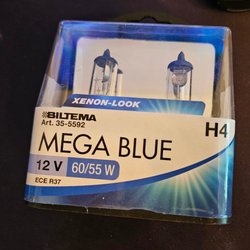 XENON-LOOK
BILTEMA
Art. 35-5592
H4
MEGA BLUE
12 V 60/55 W
ECE R37